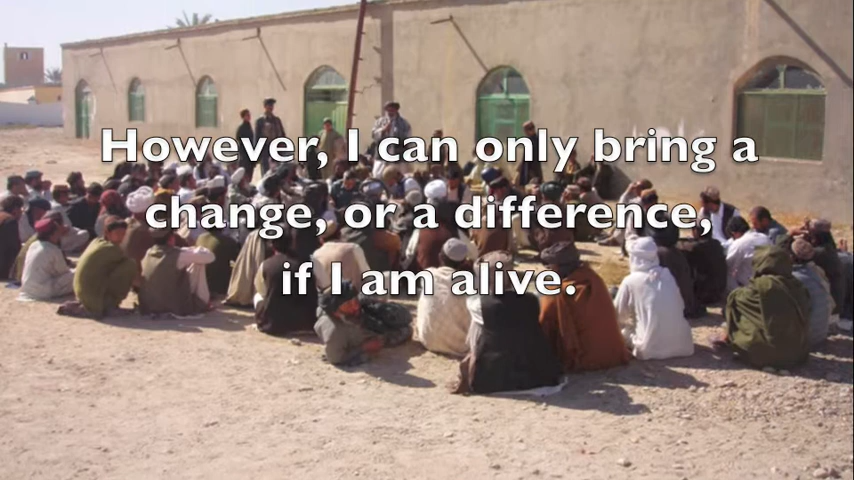 However, I can only bring a
change, or a difference,
if I am alive.